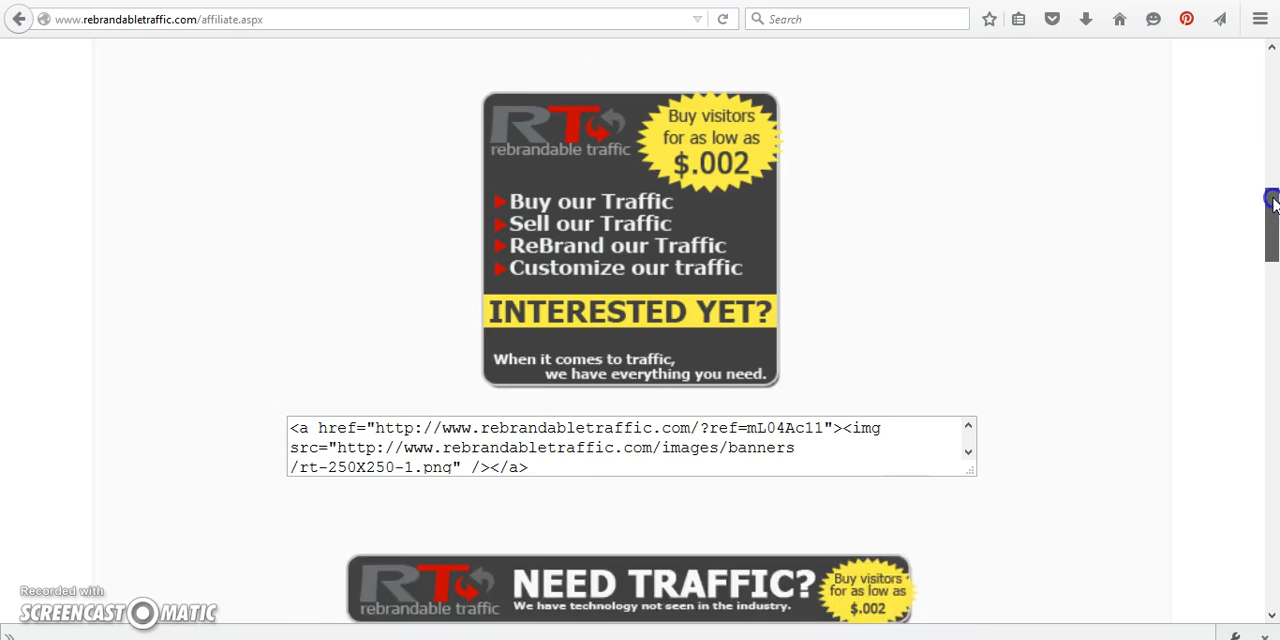 www.rebrandabletraffic.com/affiliate.aspx
Search
RT
rebrandable traffic
Buy visitors
for as low as
$.002
Buy our Traffic
Sell our Traffic
ReBrand our Traffic
Customize our traffic
INTERESTED YET?
When it comes to traffic,
we have everything you need.
<a href="http://www.rebrandabletraffic.com/?ref=mL04Ac11"><img
src="http://www.rebrandabletraffic.com/images/banners
/rt-250X250-1.png" /></a>
RT
rebrandable traffic
NEED TRAFFIC?
We have technology not seen in the industry.
Buy visitors
for as low as
$.002
Recorded with
SCREENCAST-O-MATIC